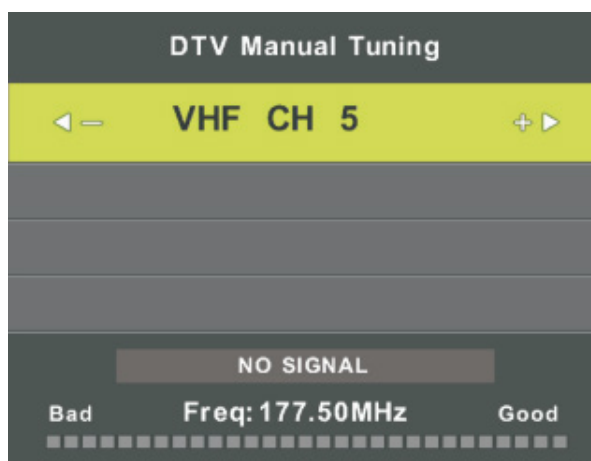 DTV Manual Tuning
VHF CH 5
NO SIGNAL
Bad Freq: 177.50MHz Good